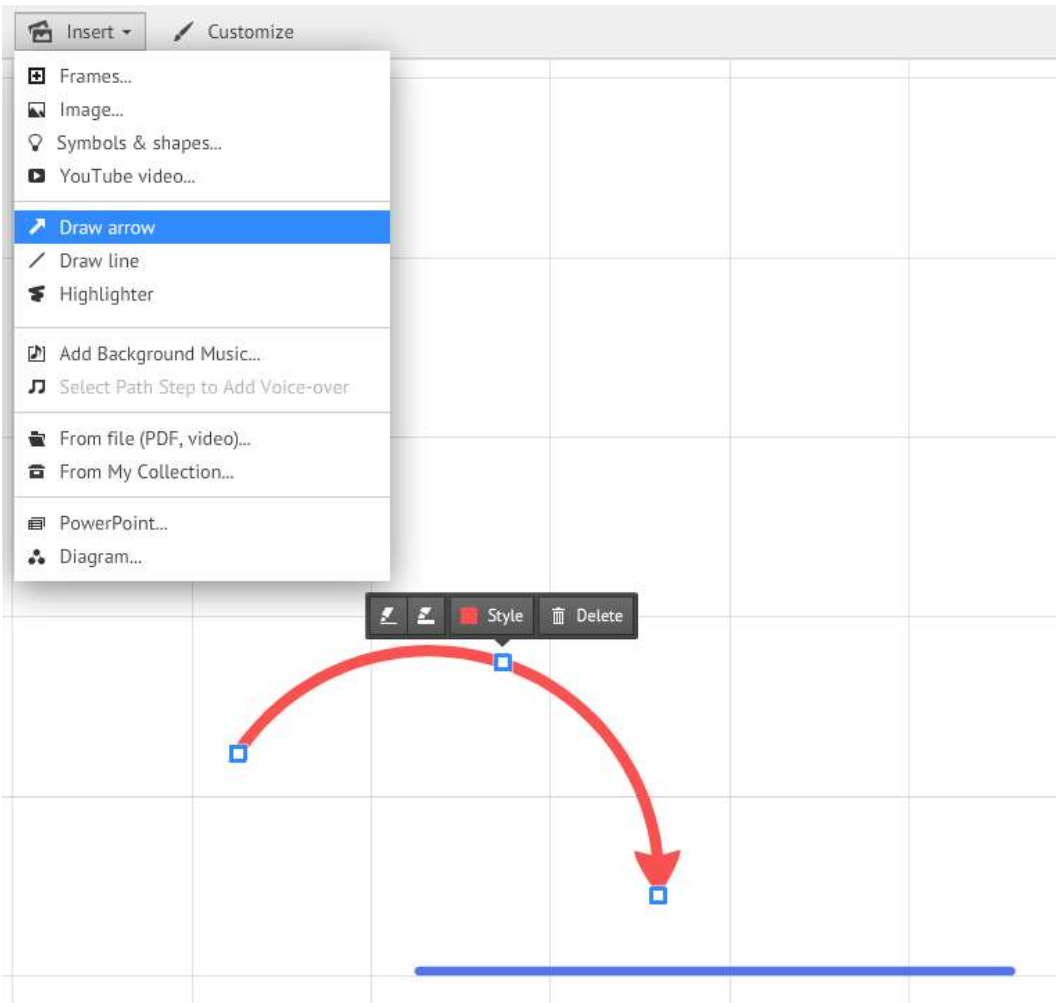 Insert
Customize
Frames...
Image...
Symbols & shapes...
YouTube video...
Draw arrow
Draw line
Highlighter
Add Background Music...
Select Path Step to Add Voice-over
From file (PDF, video)...
From My Collection...
PowerPoint...
Diagram...
Style
Delete